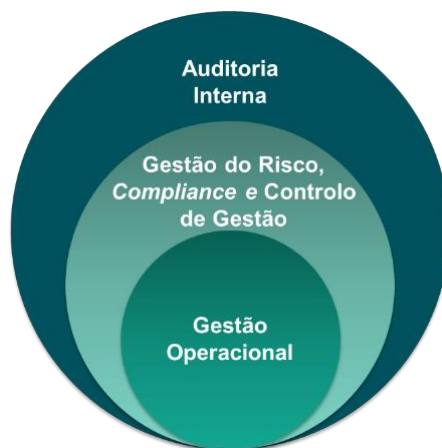 Auditoria
Interna
Gestão do Risco,
Compliance e Controlo
de Gestão
Gestão
Operacional